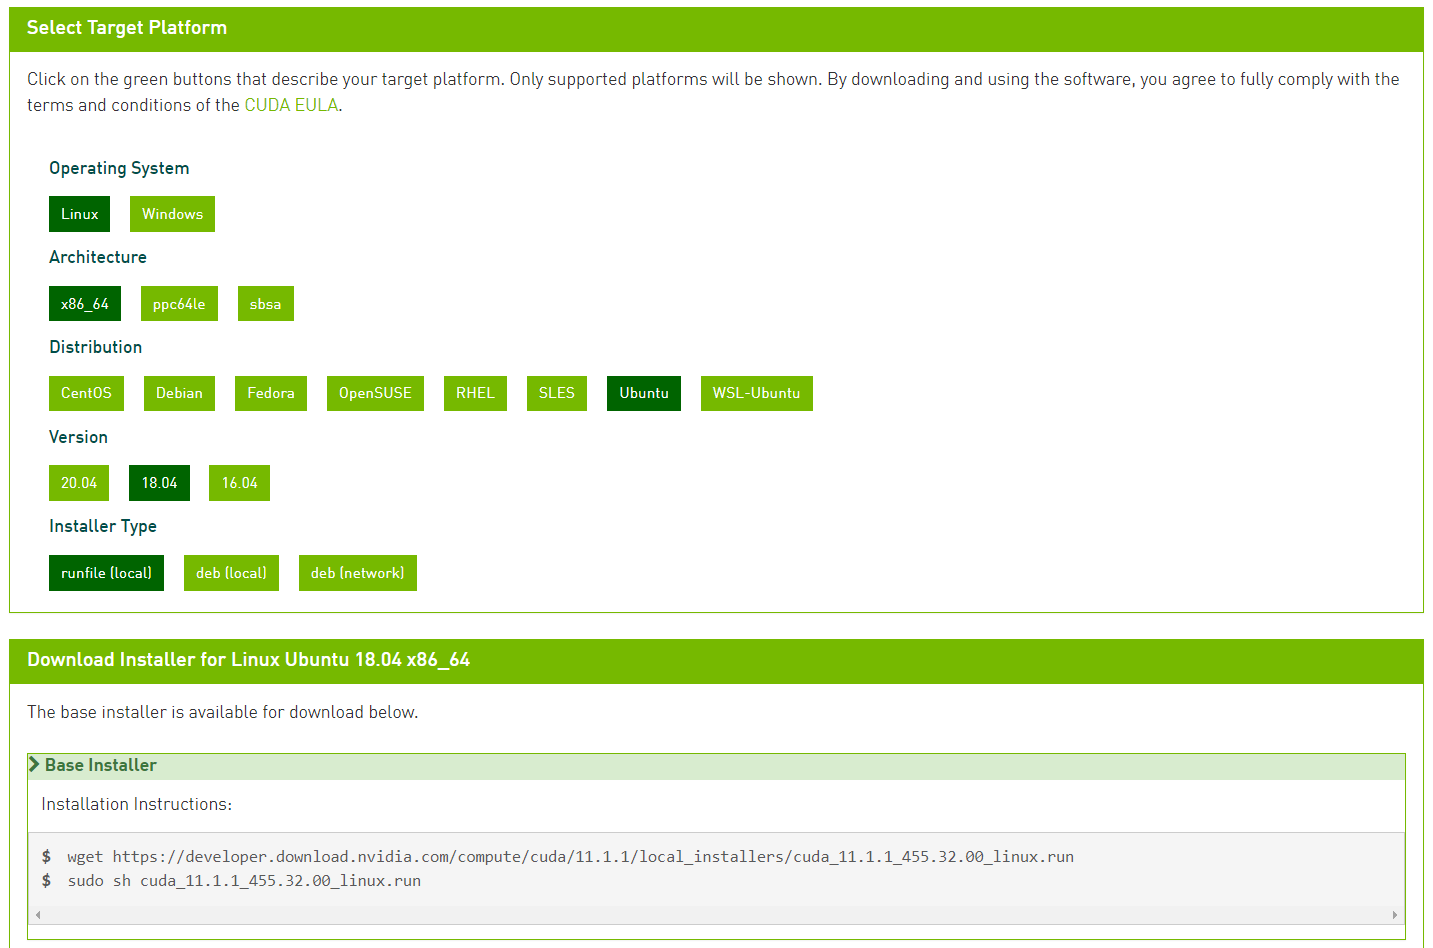 Select Target Platform
Click on the green buttons that describe your target platform. Only supported platforms will be shown. By downloading and using the software, you agree to fully comply with the
terms and conditions of the CUDA EULA.
Operating System
Linux Windows
Architecture
x86_64 ppc64le sbsa
Distribution
CentOS Debian Fedora OpenSUSE RHEL SLES Ubuntu WSL-Ubuntu
Version
20.04 18.04 16.04
Installer Type
runfile (local) deb (local) deb (network)
Download Installer for Linux Ubuntu 18.04 x86_64
The base installer is available for download below.
Base Installer
Installation Instructions:
$ wget https://developer.download.nvidia.com/compute/cuda/11.1.1/local_installers/cuda_11.1.1_455.32.00_linux.run
$ sudo sh cuda_11.1.1_455.32.00_linux.run